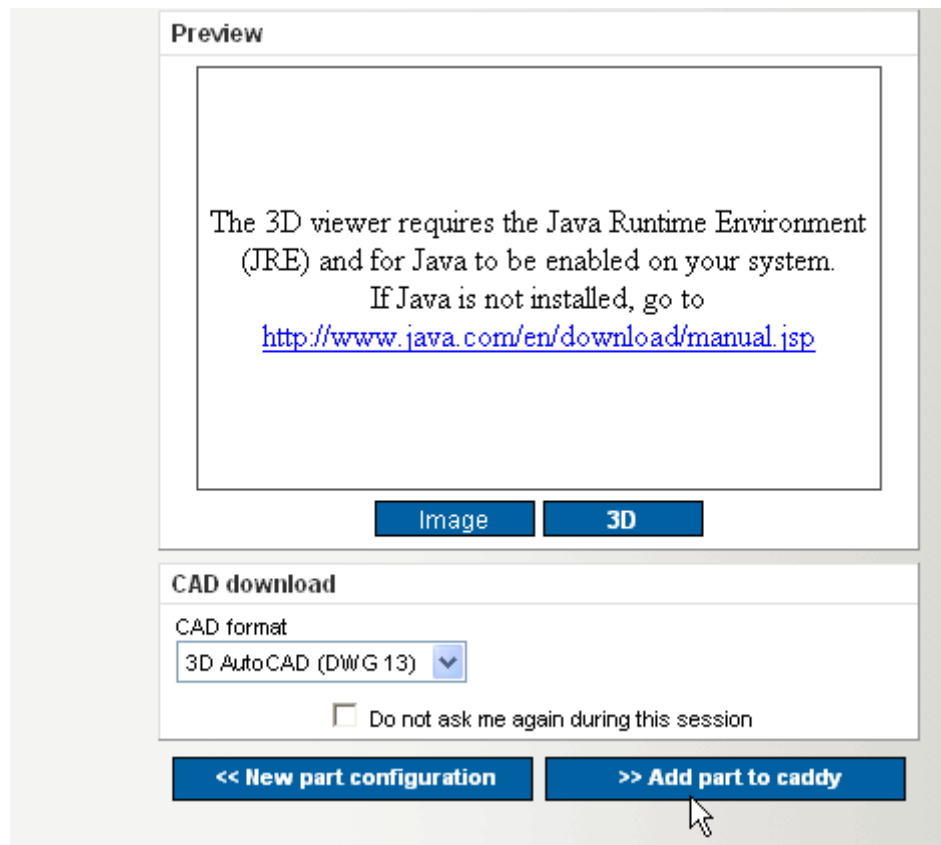 Preview
The 3D viewer requires the Java Runtime Environment
(JRE) and for Java to be enabled on your system.
If Java is not installed, go to
http://www.java.com/en/download/manual.jsp
Image 3D
CAD download
CAD format
3D AutoCAD (DWG 13)
Do not ask me again during this session
<< New part configuration >> Add part to caddy